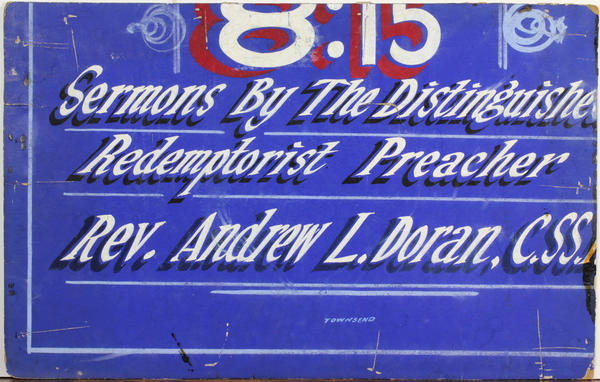 8:15
Sermons By The Distinguishe
Redemptorist Preacher
Rev. Andrew L. Doran, C.SS.
TOWNSEND